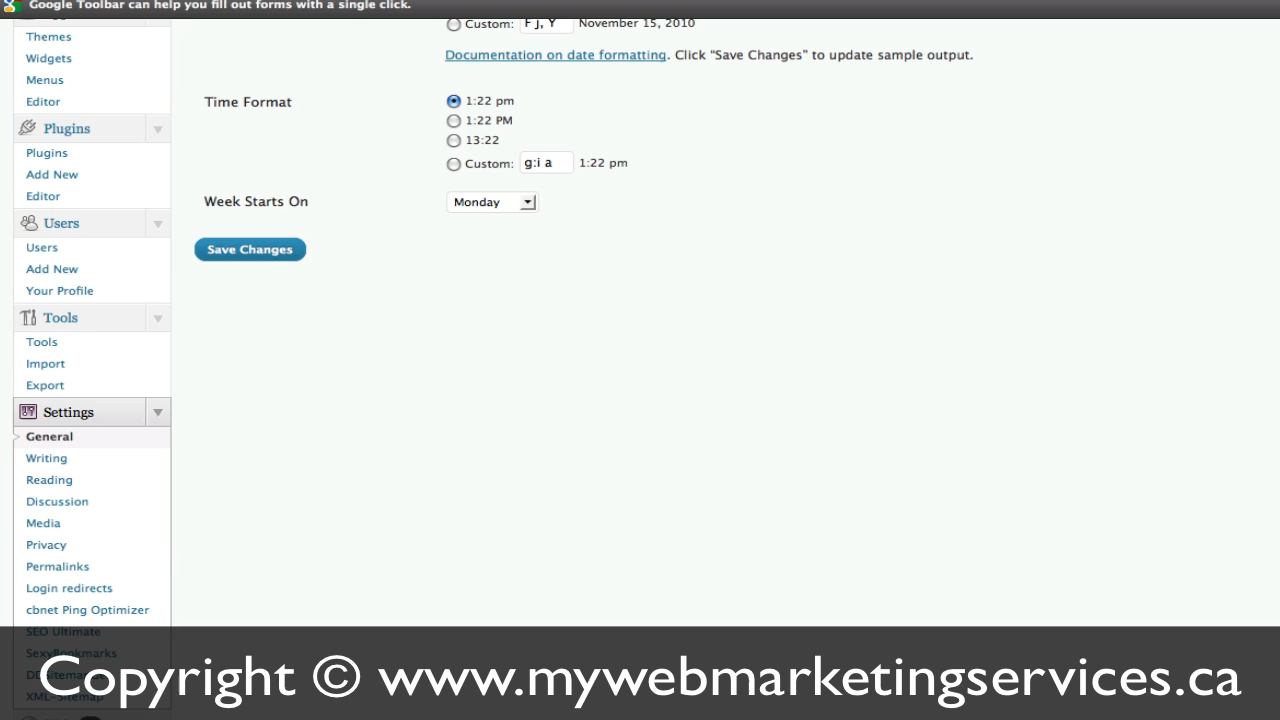 Google Toolbar can help you fill out forms with a single click.
Themes
Widgets
Menus
Editor
Plugins
Plugins
Add New
Editor
Users
Users
Add New
Your Profile
Tools
Tools
Import
Export
Settings
General
Writing
Reading
Discussion
Media
Privacy
Permalinks
Login redirects
cbnet Ping Optimizer
SEO Ultimate
SexyBookmarks
XML-Sitemap
Custom: F j, Y November 15, 2010
Documentation on date formatting. Click “Save Changes” to update sample output.
Time Format
1:22 pm
1:22 PM
13:22
Custom: g:i a 1:22 pm
Week Starts On Monday
Save Changes
Copyright © www.mywebmarketingservices.ca